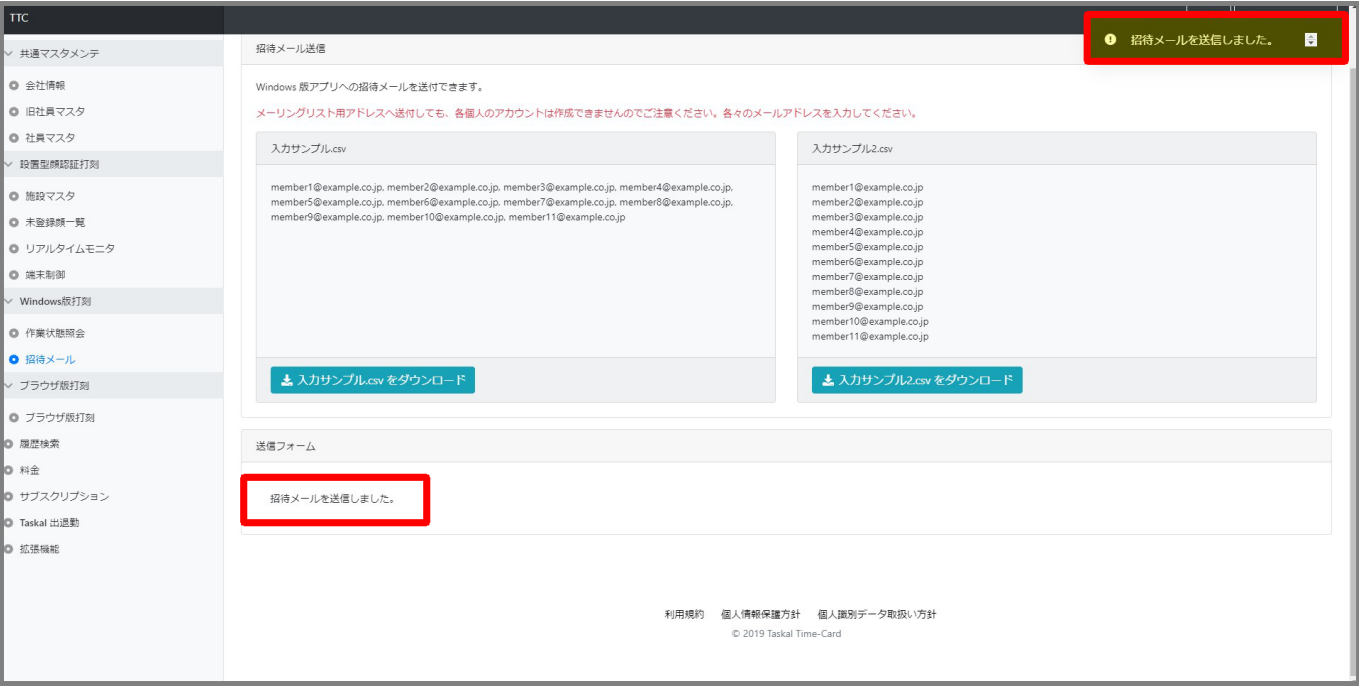 TTC
招待メールを送信しました。
共通マスタメンテ
会社情報
旧社員マスタ
社員マスタ
設置型顔認証打刻
施設マスタ
未登録顔一覧
リアルタイムモニタ
端末制御
Windows版打刻
作業状態照会
招待メール
ブラウザ版打刻
ブラウザ版打刻
履歴検索
料金
サブスクリプション
Taskal 出退勤
拡張機能
招待メール送信
Windows 版アプリへの招待メールを送付できます。
メーリングリスト用アドレスへ送付しても、各個人のアカウントは作成できませんのでご注意ください。各々のメールアドレスを入力してください。
入力サンプル.csv
member1@example.co.jp, member2@example.co.jp, member3@example.co.jp, member4@example.co.jp,
member5@example.co.jp, member6@example.co.jp, member7@example.co.jp, member8@example.co.jp,
member9@example.co.jp, member10@example.co.jp, member11@example.co.jp
入力サンプル.csv をダウンロード
入力サンプル2.csv
member1@example.co.jp
member2@example.co.jp
member3@example.co.jp
member4@example.co.jp
member5@example.co.jp
member6@example.co.jp
member7@example.co.jp
member8@example.co.jp
member9@example.co.jp
member10@example.co.jp
member11@example.co.jp
入力サンプル2.csv をダウンロード
送信フォーム
招待メールを送信しました。
利用規約 個人情報保護方針 個人識別データ取扱い方針
© 2019 Taskal Time-Card